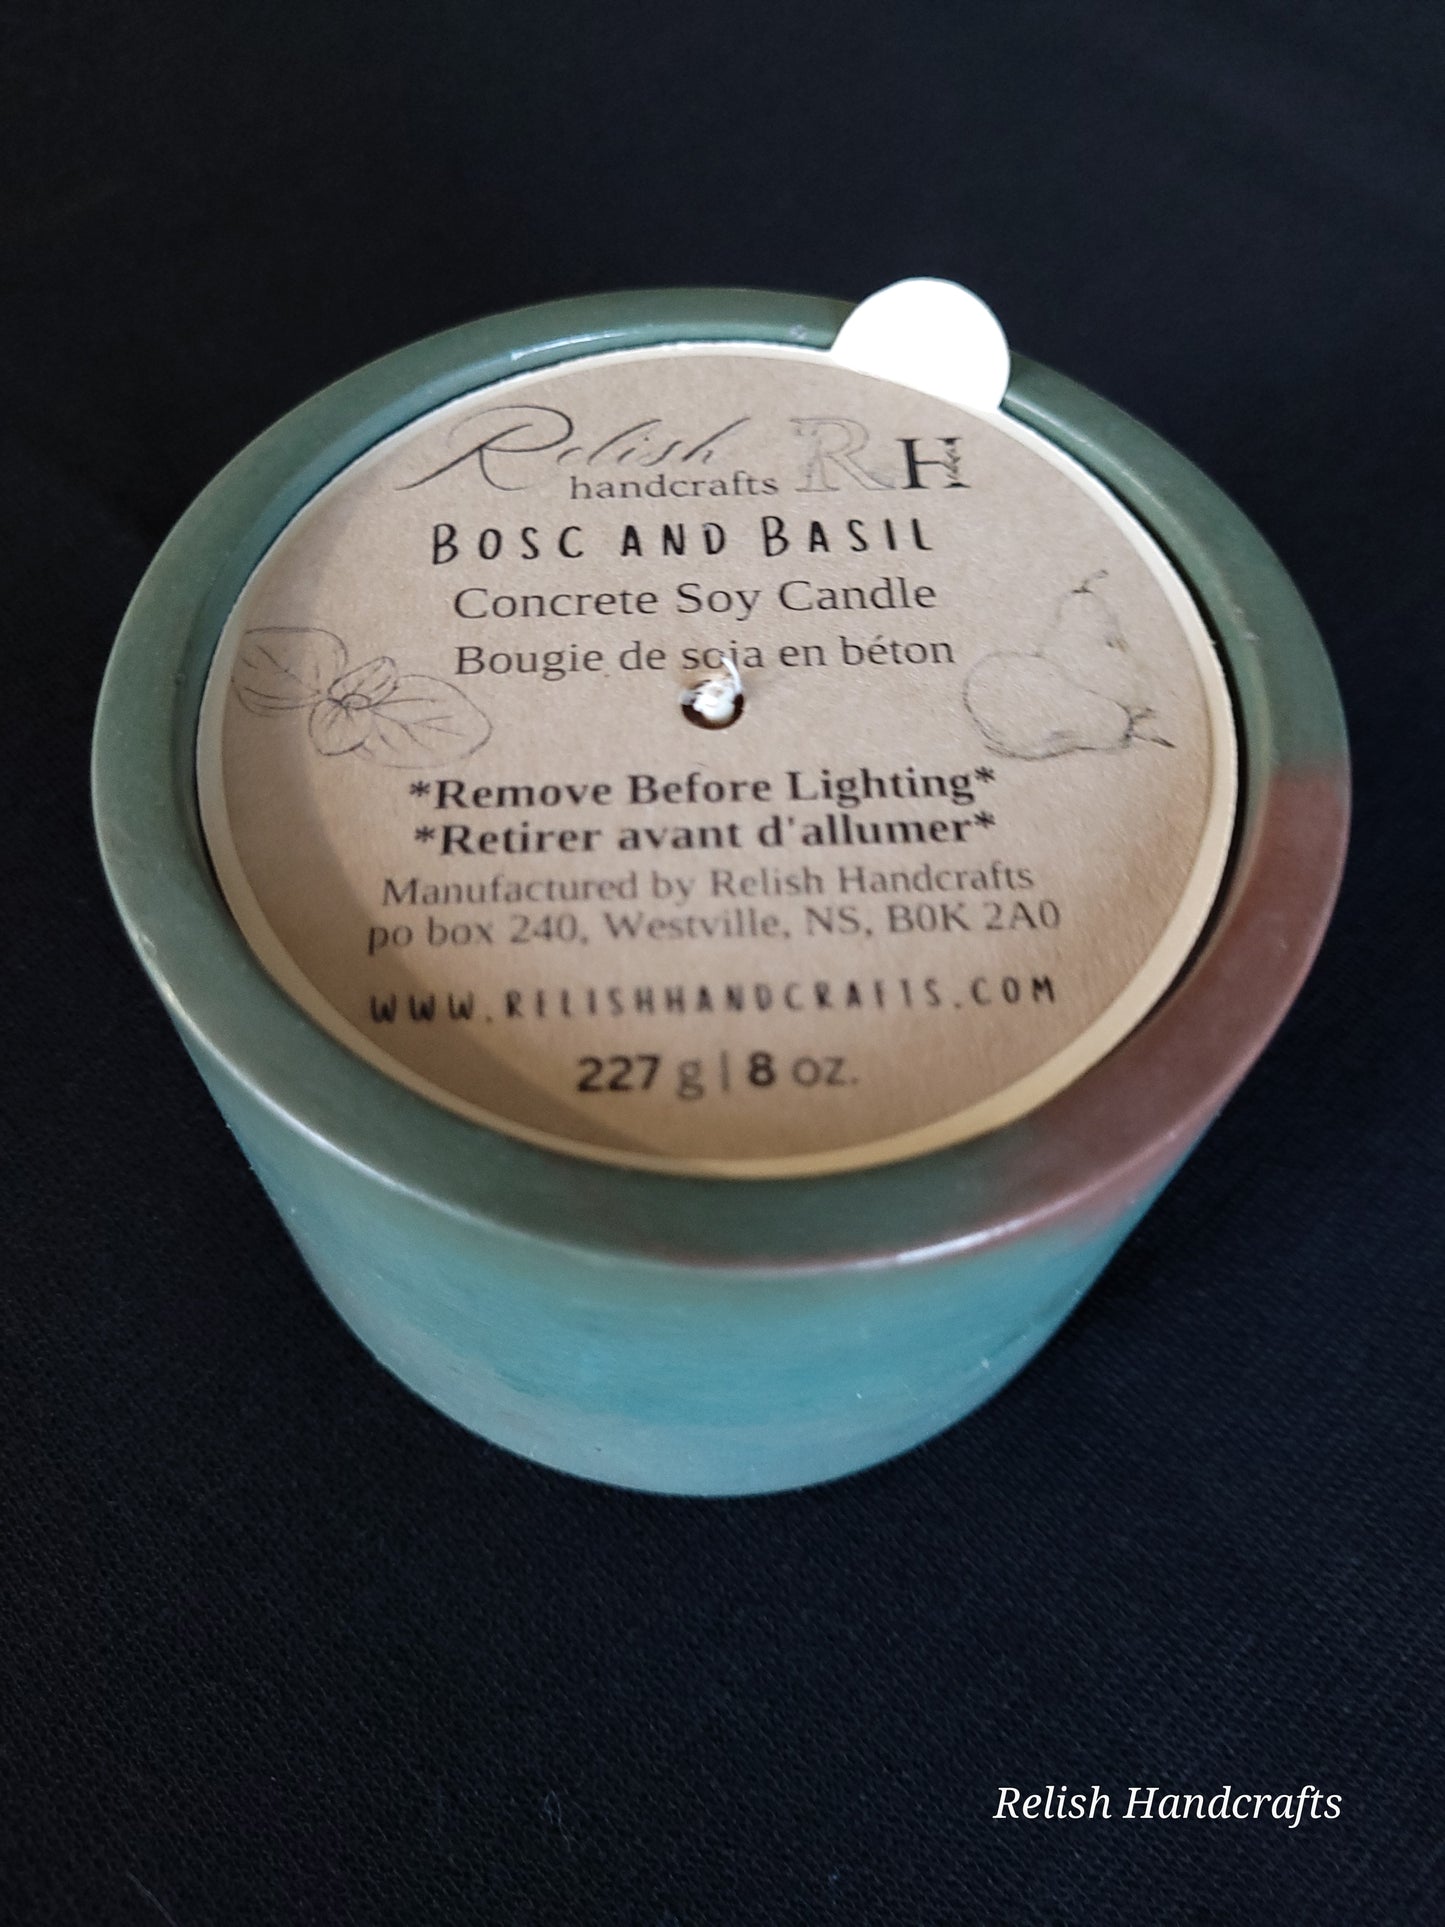 Relish RH
handcrafts
BOSC AND BASIL
Concrete Soy Candle
Bougie de soja en béton
*Remove Before Lighting*
*Retirer avant d'allumer*
Manufactured by Relish Handcrafts
po box 240, Westville, NS, B0K 2A0
WWW.RELISHHANDCRAFTS.COM
227 g | 8 oz.
Relish Handcrafts